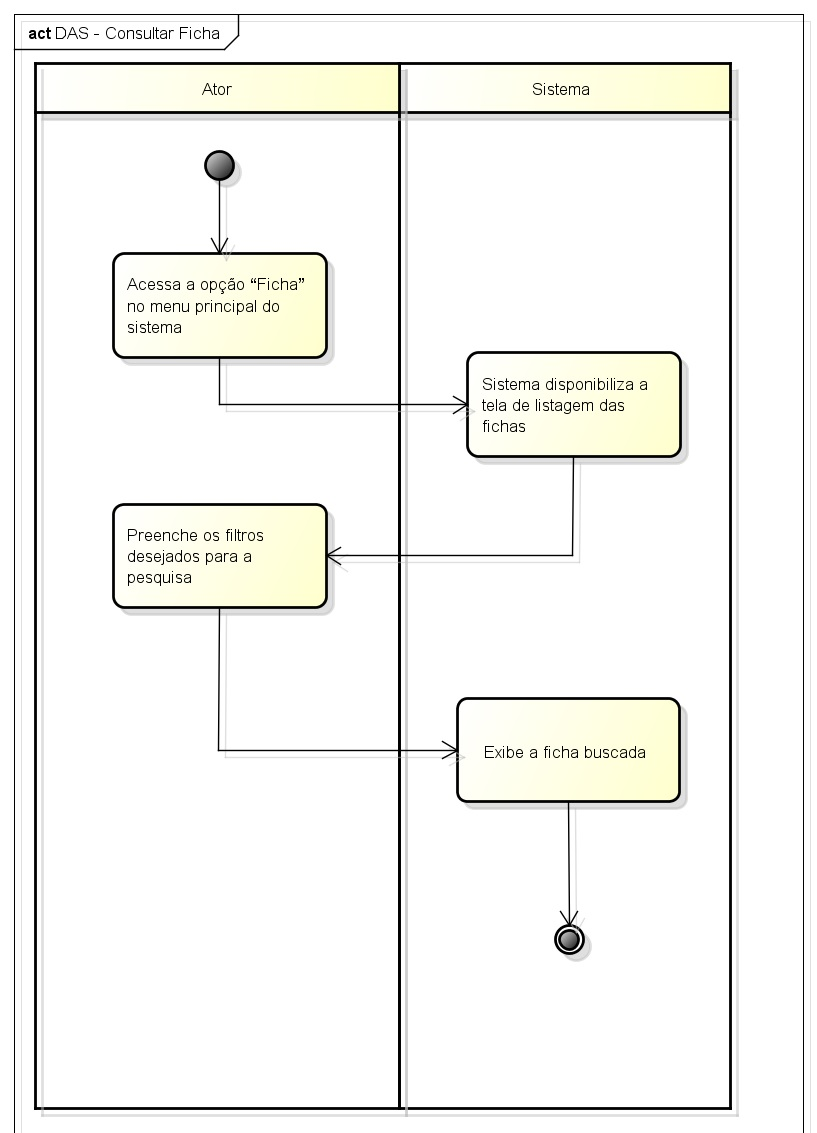 act DAS - Consultar Ficha
Ator
Sistema
Acessa a opção “Ficha”
no menu principal do
sistema
Sistema disponibiliza a
tela de listagem das
fichas
Preenche os filtros
desejados para a
pesquisa
Exibe a ficha buscada